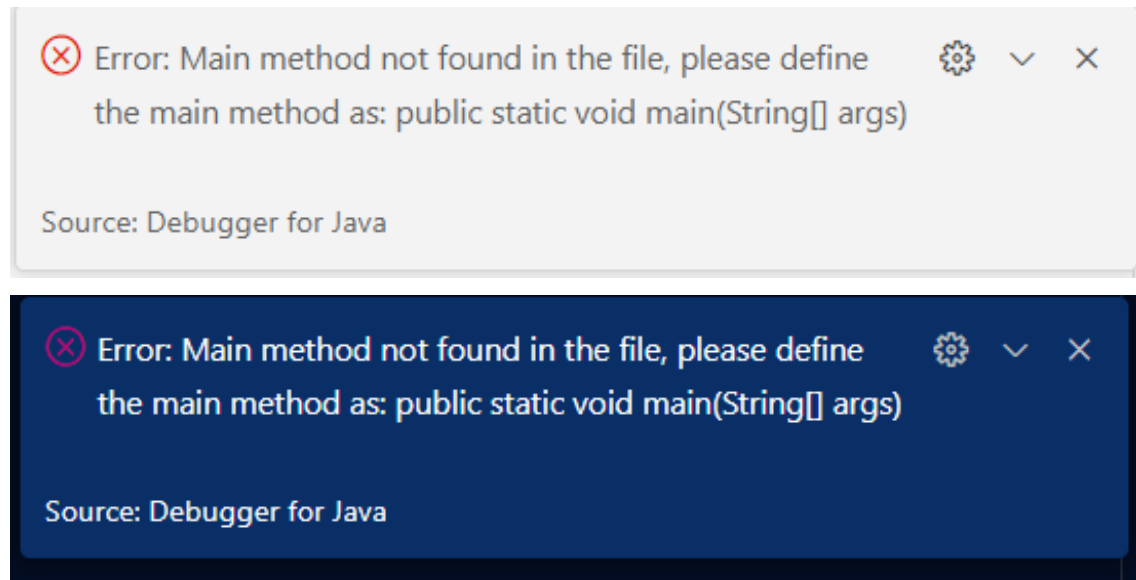 Error: Main method not found in the file, please define
the main method as: public static void main(String[] args)
Source: Debugger for Java
Error: Main method not found in the file, please define
the main method as: public static void main(String[] args)
Source: Debugger for Java